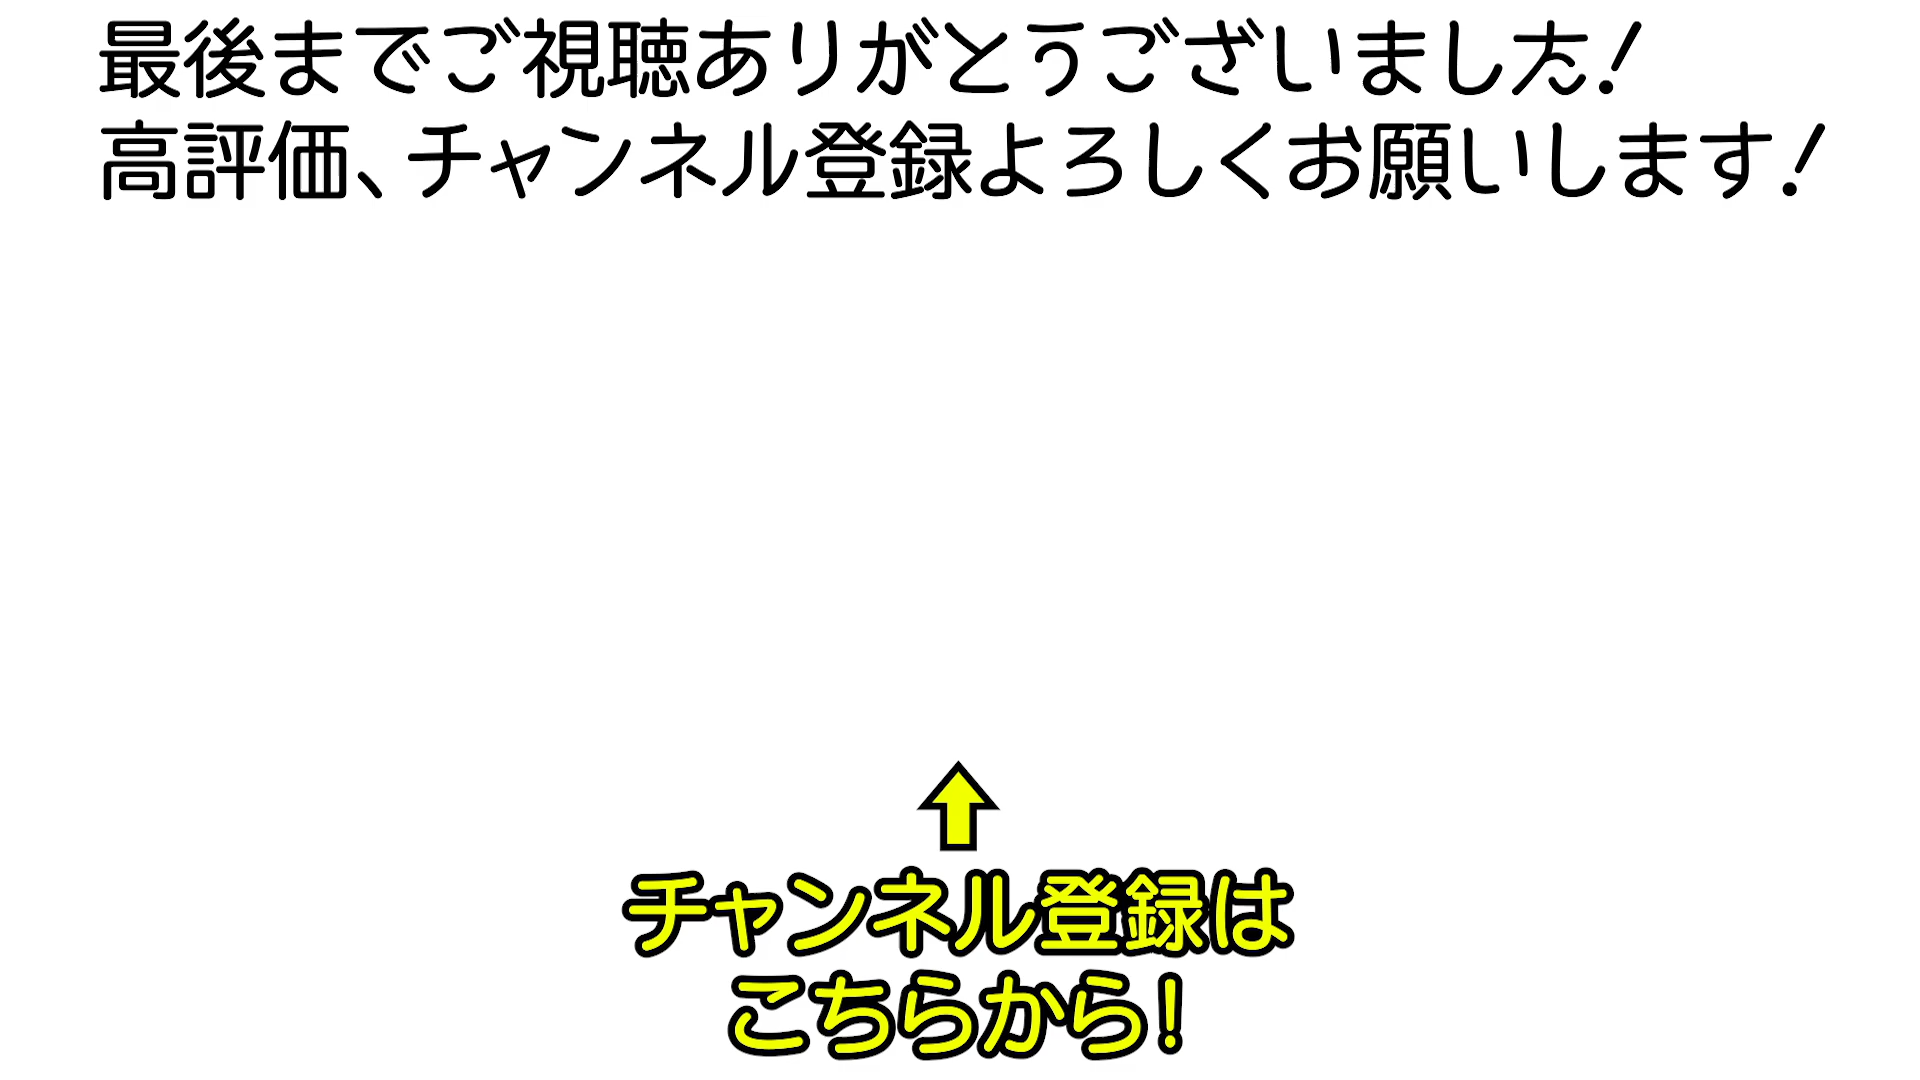 最後までご視聴ありがとうございました!
高評価、チャンネル登録よろしくお願いします!
チャンネル登録は
こちらから!